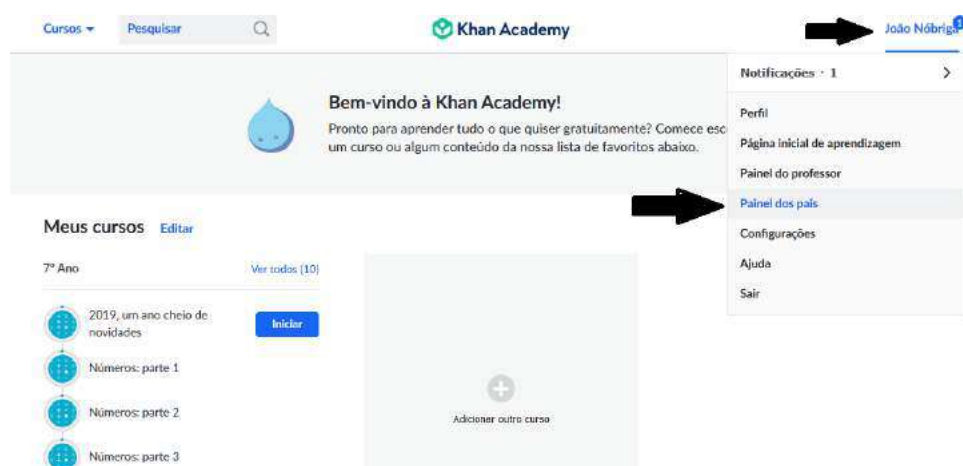 Cursos
Pesquisar
Khan Academy
João Nóbriga
1
Notificações · 1
Perfil
Página inicial de aprendizagem
Painel do professor
Painel dos pais
Configurações
Ajuda
Sair
Bem-vindo à Khan Academy!
Pronto para aprender tudo o que quiser gratuitamente? Comece esc
um curso ou algum conteúdo da nossa lista de favoritos abaixo.
Meus cursos Editar
7º Ano Ver todos (10)
2019, um ano cheio de
novidades
Iniciar
Números: parte 1
Números: parte 2
Números: parte 3
Adicioner outro curso